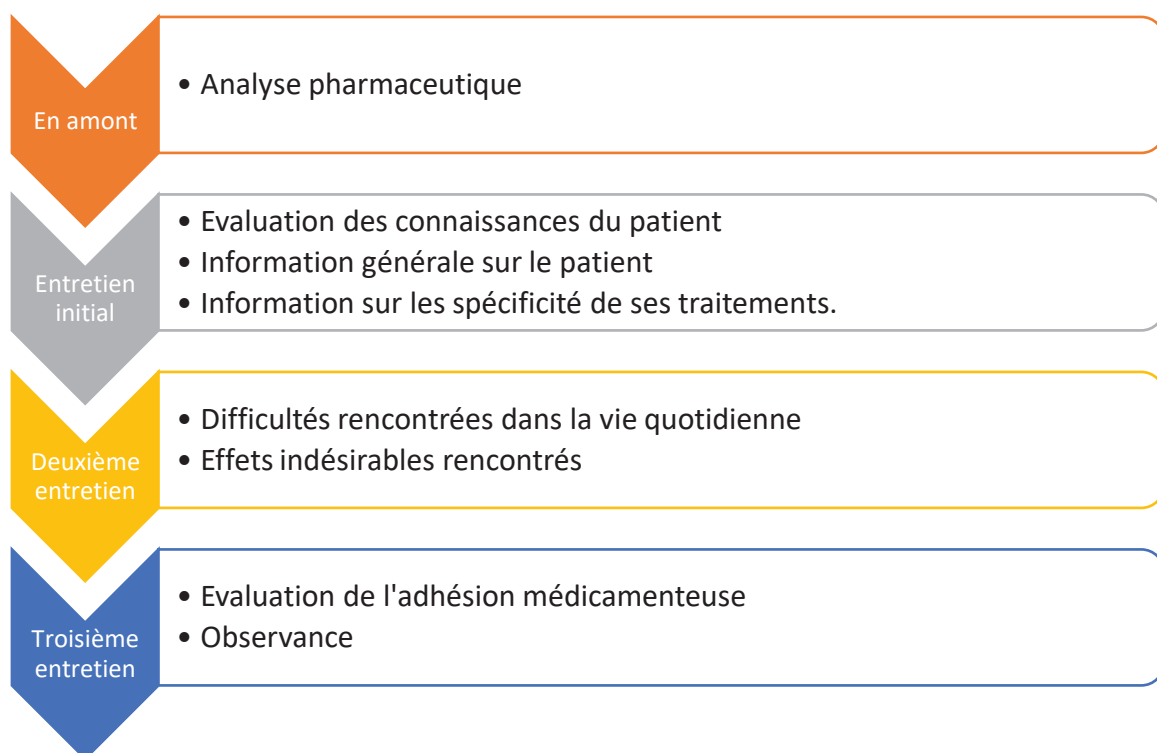 En amont
• Analyse pharmaceutique
Entretien
initial
• Evaluation des connaissances du patient
• Information générale sur le patient
• Information sur les spécificité de ses traitements.
Deuxième
entretien
• Difficultés rencontrées dans la vie quotidienne
• Effets indésirables rencontrés
Troisième
entretien
• Evaluation de l'adhésion médicamenteuse
• Observance